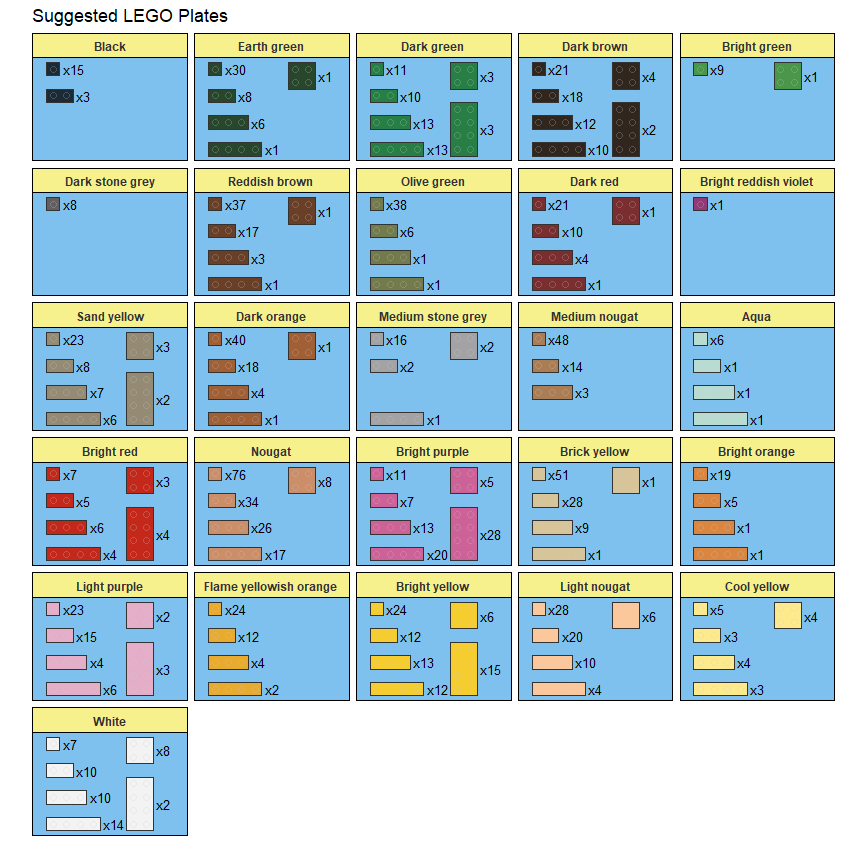 Suggested LEGO Plates
Black
x15
x3
Earth green
x30
x1
x8
x6
x1
Dark green
x11
x3
x10
x13
x3
x13
Dark brown
x21
x4
x18
x12
x2
x10
Bright green
x9
x1
Dark stone grey
x8
Reddish brown
x37
x1
x17
x3
x1
Olive green
x38
x6
x1
x1
Dark red
x21
x1
x10
x4
x1
Bright reddish violet
x1
Sand yellow
x23
x3
x8
x7
x2
x6
Dark orange
x40
x1
x18
x4
x1
Medium stone grey
x16
x2
x2
x1
Medium nougat
x48
x14
x3
Aqua
x6
x1
x1
x1
Bright red
x7
x3
x5
x6
x4
x4
Nougat
x76
x8
x34
x26
x17
Bright purple
x11
x5
x7
x13
x28
x20
Brick yellow
x51
x1
x28
x9
x1
Bright orange
x19
x5
x1
x1
Light purple
x23
x2
x15
x4
x3
x6
Flame yellowish orange
x24
x12
x4
x2
Bright yellow
x24
x6
x12
x13
x15
x12
Light nougat
x28
x6
x20
x10
x4
Cool yellow
x5
x4
x3
x4
x3
White
x7
x8
x10
x10
x2
x14